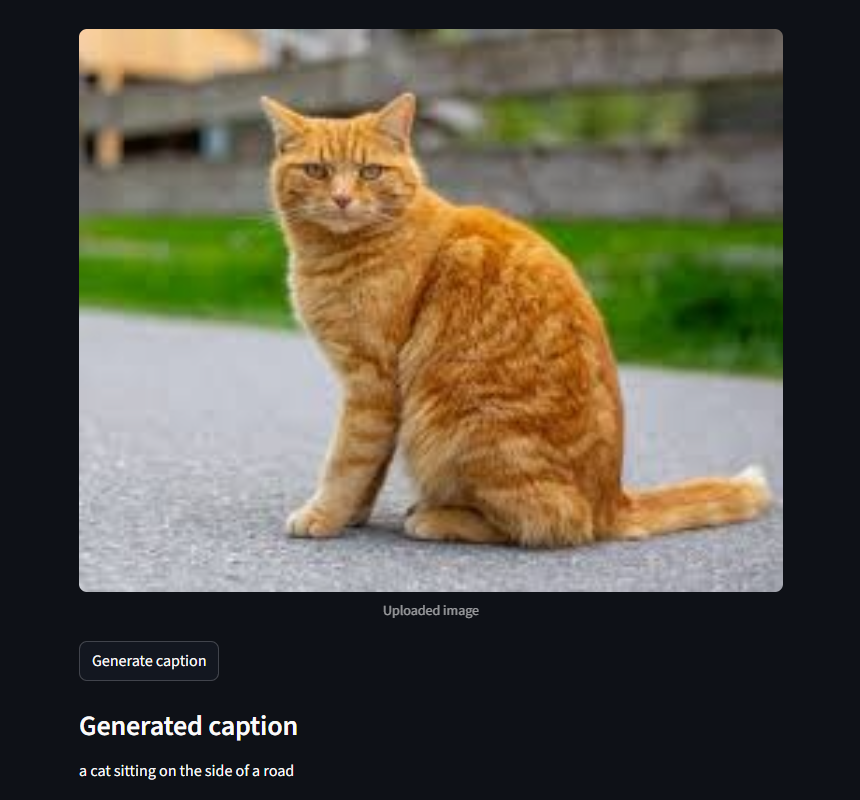 Uploaded image
Generate caption
Generated caption
a cat sitting on the side of a road